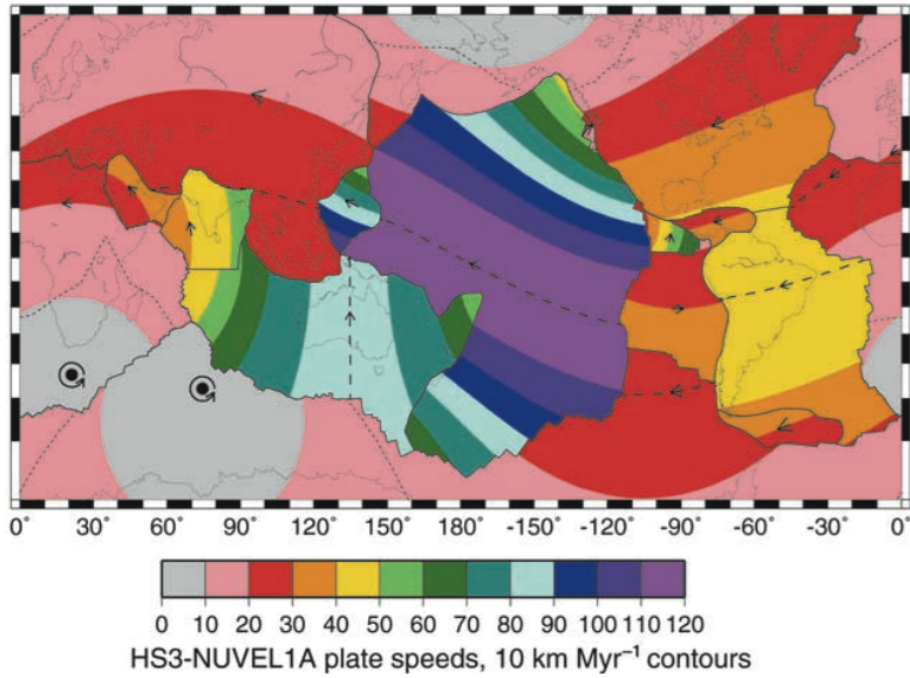 0° 30° 60° 90° 120° 150° 180° -150° -120° -90° -60° -30° 0°
0 10 20 30 40 50 60 70 80 90 100 110 120
HS3-NUVEL1A plate speeds, 10 km Myr⁻¹ contours